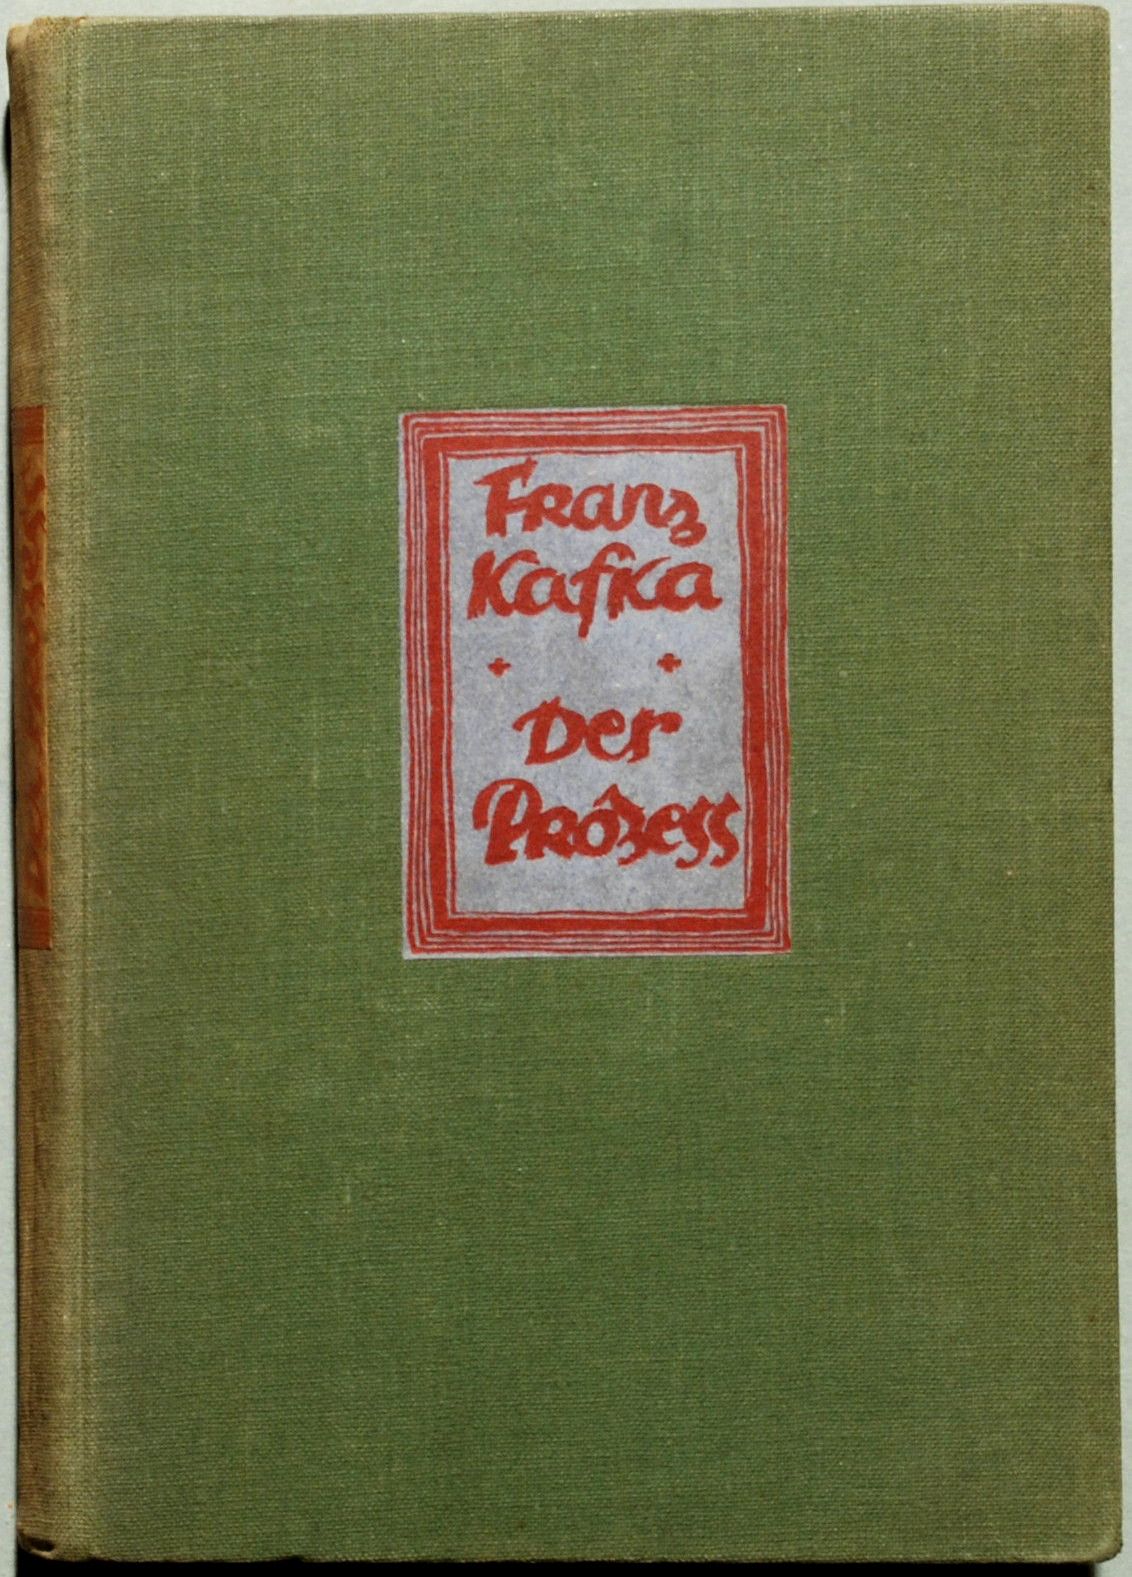 Franz
Kafka
Der
Prozess